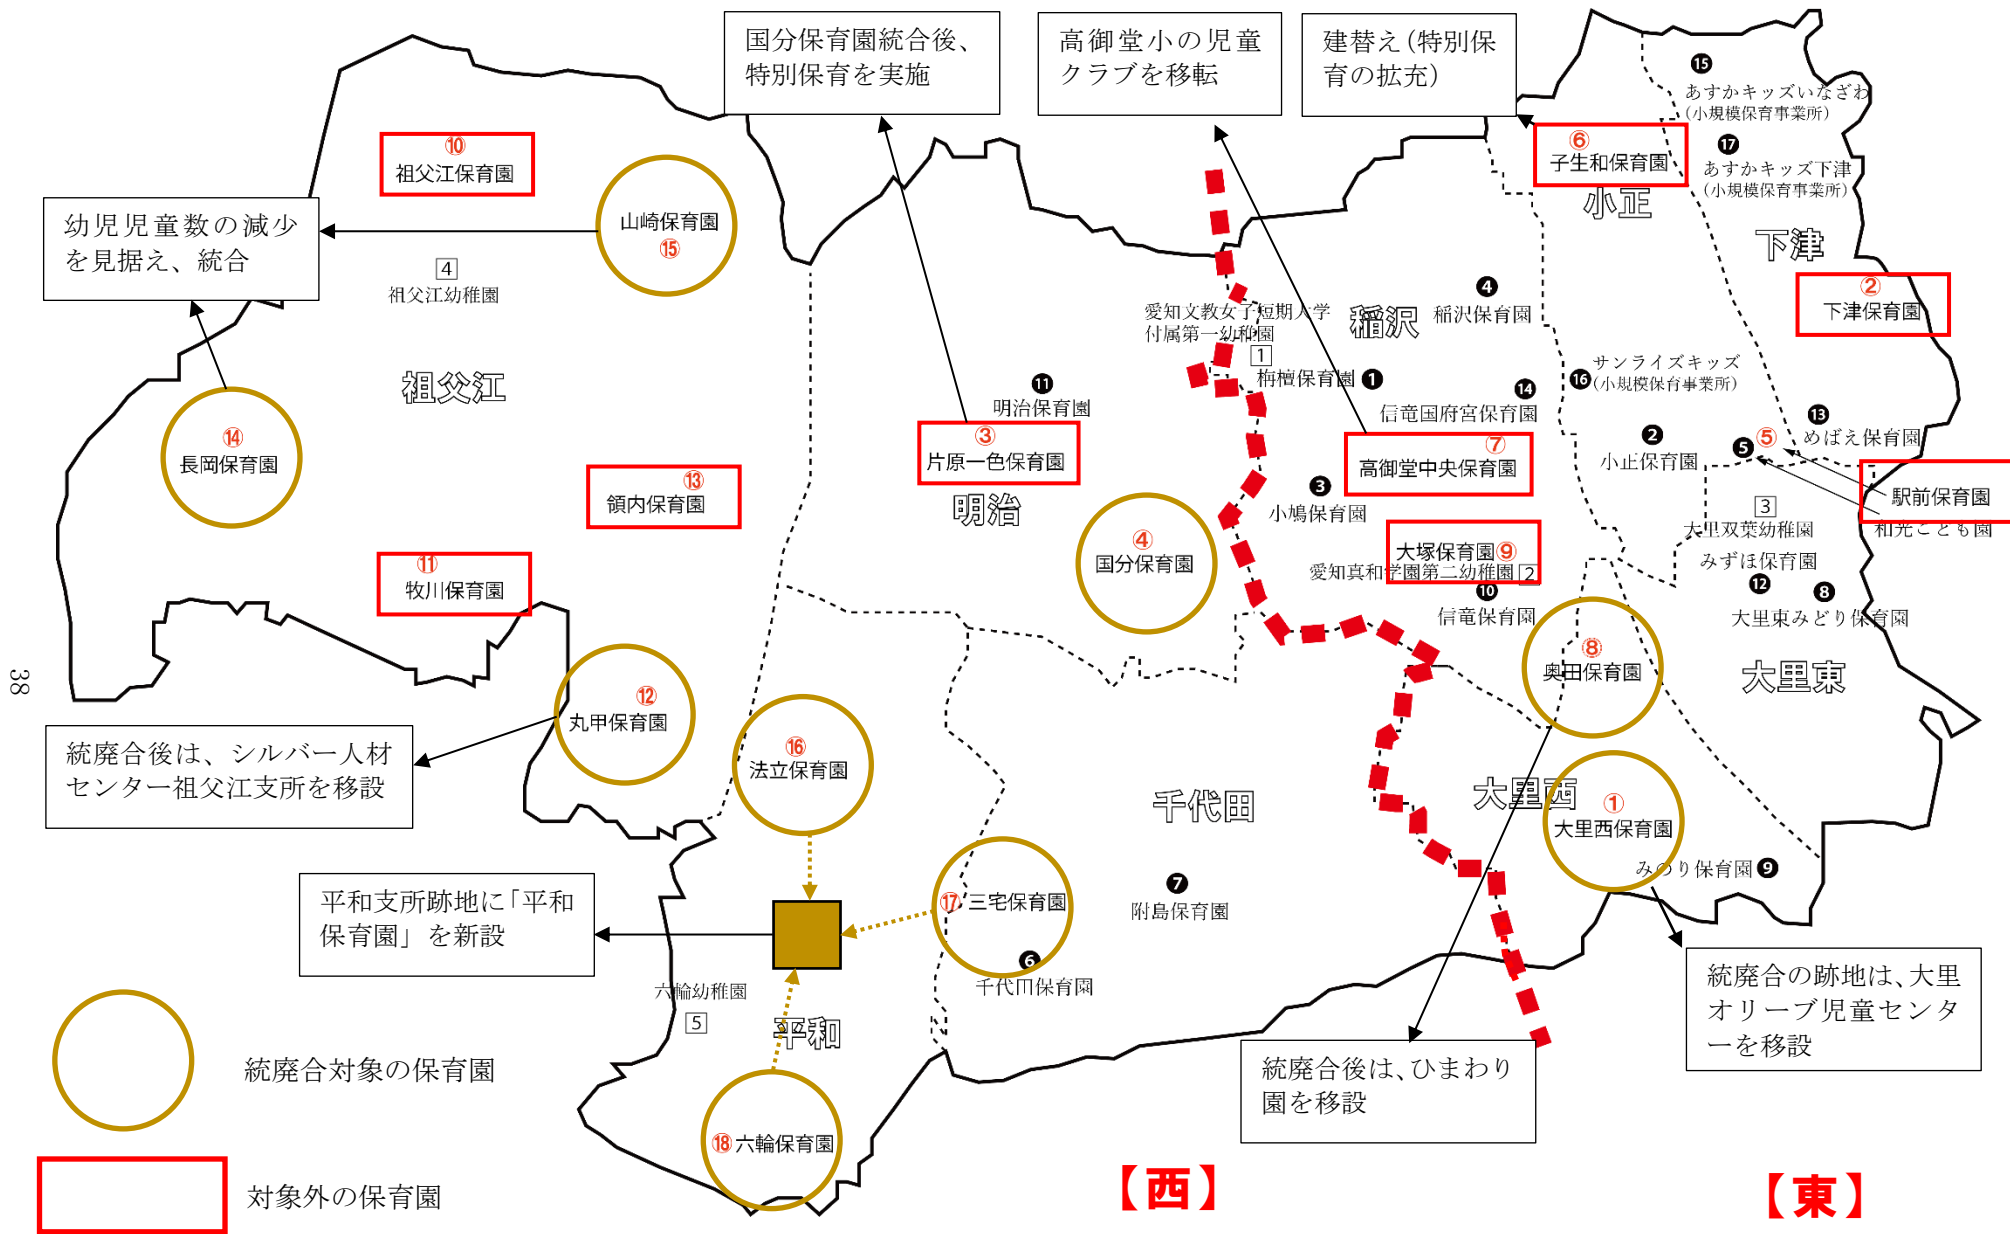 国分保育園統合後、
特別保育を実施
高御堂小の児童
クラブを移転
建替え（特別保
育の拡充）
⑮
あすかキッズいなざわ
（小規模保育事業所）
⑰
あすかキッズ下津
（小規模保育事業所）
⑥
子生和保育園
小正
下津
②
下津保育園
⑩
祖父江保育園
山崎保育園
⑮
幼児児童数の減少
を見据え、統合
4
祖父江幼稚園
祖父江
⑭
長岡保育園
⑬
領内保育園
⑪
牧川保育園
⑪
明治保育園
③
片原一色保育園
明治
④
国分保育園
愛知文教女子短期大学
付属第一幼稚園
1
稲沢
④
稲沢保育園
栴檀保育園 ①
⑭
信竜国府宮保育園
⑦
高御堂中央保育園
③
小鳩保育園
大塚保育園⑨
愛知真和学園第二幼稚園 2
⑩
信竜保育園
サンライズキッズ
⑯（小規模保育事業所）
②
小正保育園
⑬
めばえ保育園
⑤ ⑤
駅前保育園
和光こども園
3
大里双葉幼稚園
みずほ保育園
⑫ ⑧
大里東みどり保育園
大里東
⑧
奥田保育園
大里西
①
大里西保育園
みのり保育園 ⑨
⑫
丸甲保育園
統廃合後は、シルバー人材
センター祖父江支所を移設
⑯
法立保育園
千代田
⑦
附島保育園
⑰ 三宅保育園
⑥
千代田保育園
平和支所跡地に「平和
保育園」を新設
六輪幼稚園
5
平和
⑱ 六輪保育園
統廃合の跡地は、大里
オリーブ児童センタ
ーを移設
統廃合後は、ひまわり
園を移設
統廃合対象の保育園
対象外の保育園
【西】
【東】
38